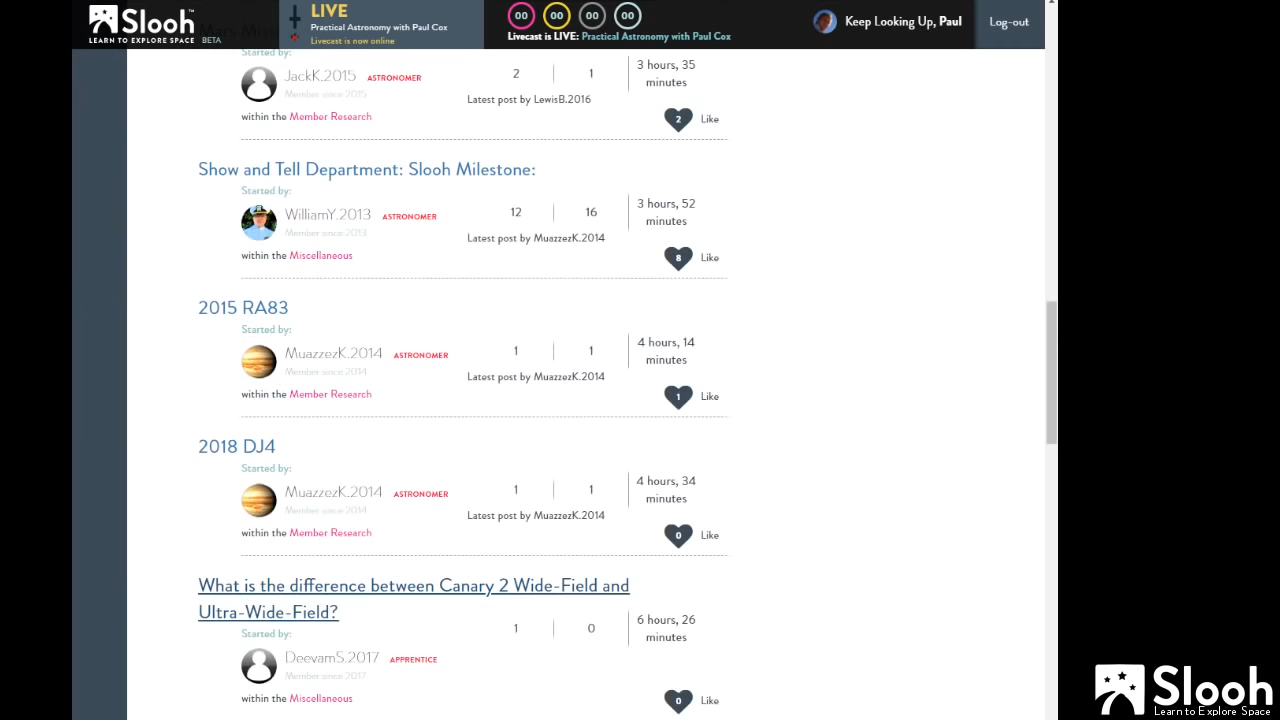 Slooh
LEARN TO EXPLORE SPACE BETA
LIVE
Practical Astronomy with Paul Cox
Livecast is now online
00 00 00 00
Livecast is LIVE: Practical Astronomy with Paul Cox
Keep Looking Up, Paul
Log-out
Started by:
JackK.2015 ASTRONOMER
Member since 2015
2 1
Latest post by LewisB.2016
3 hours, 35
minutes
within the Member Research
2 Like
Show and Tell Department: Slooh Milestone:
Started by:
WilliamY.2013 ASTRONOMER
Member since 2013
12 16
Latest post by MuazzezK.2014
3 hours, 52
minutes
within the Miscellaneous
8 Like
2015 RA83
Started by:
MuazzezK.2014 ASTRONOMER
Member since 2014
1 1
Latest post by MuazzezK.2014
4 hours, 14
minutes
within the Member Research
1 Like
2018 DJ4
Started by:
MuazzezK.2014 ASTRONOMER
Member since 2014
1 1
Latest post by MuazzezK.2014
4 hours, 34
minutes
within the Member Research
0 Like
What is the difference between Canary 2 Wide-Field and
Ultra-Wide-Field?
Started by:
DeevamS.2017 APPRENTICE
Member since 2017
1 0
6 hours, 26
minutes
within the Miscellaneous
0 Like
Slooh
Learn to Explore Space